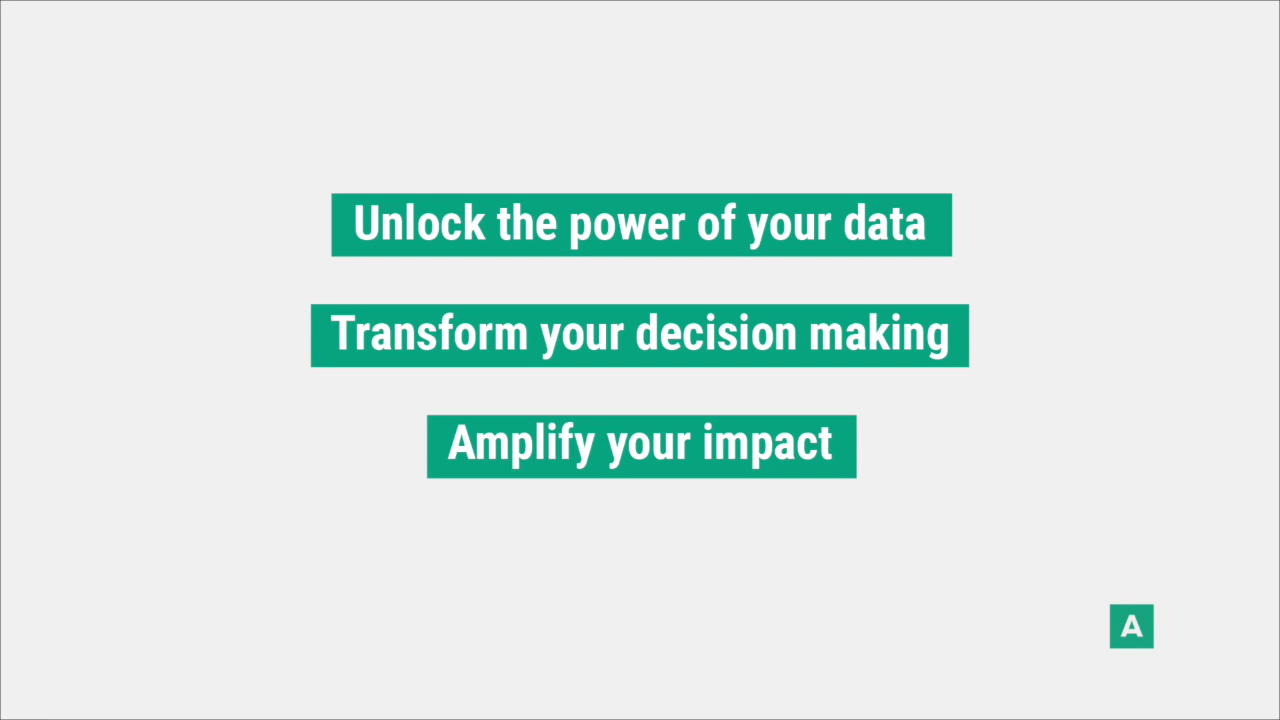 Unlock the power of your data
Transform your decision making
Amplify your impact
A